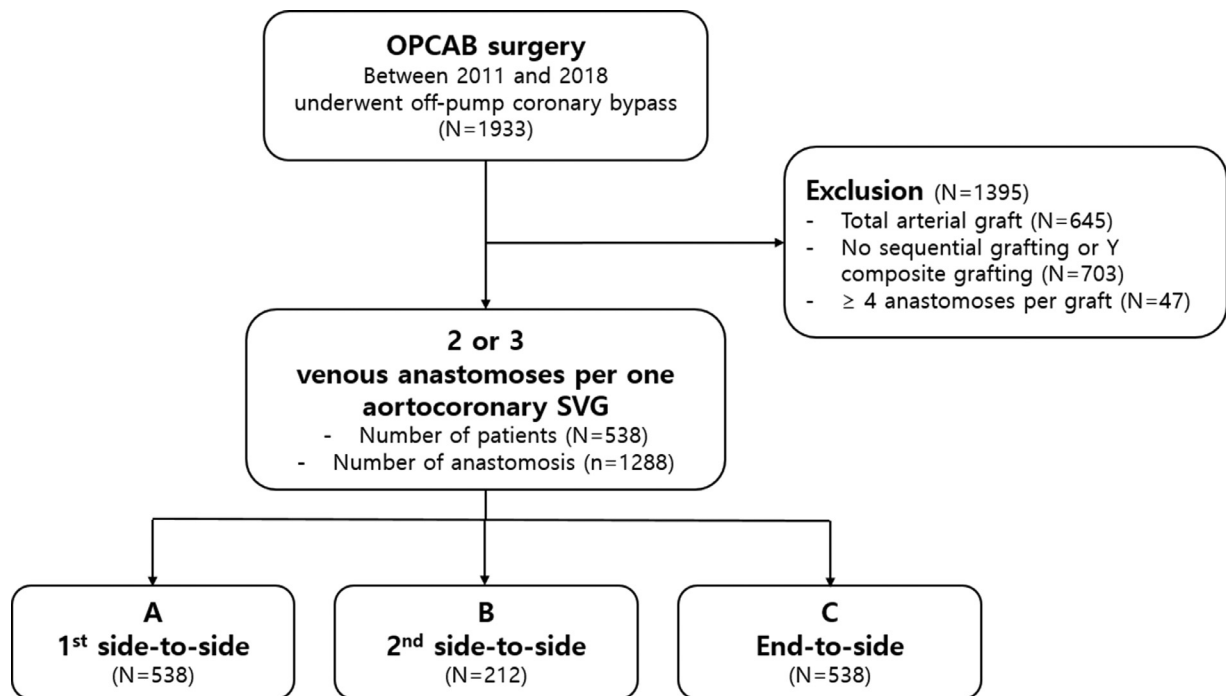 OPCAB surgery
Between 2011 and 2018
underwent off-pump coronary bypass
(N=1933)
Exclusion (N=1395)
- Total arterial graft (N=645)
- No sequential grafting or Y
composite grafting (N=703)
- ≥ 4 anastomoses per graft (N=47)
2 or 3
venous anastomoses per one
aortocoronary SVG
- Number of patients (N=538)
- Number of anastomosis (n=1288)
A
1st side-to-side
(N=538)
B
2nd side-to-side
(N=212)
C
End-to-side
(N=538)